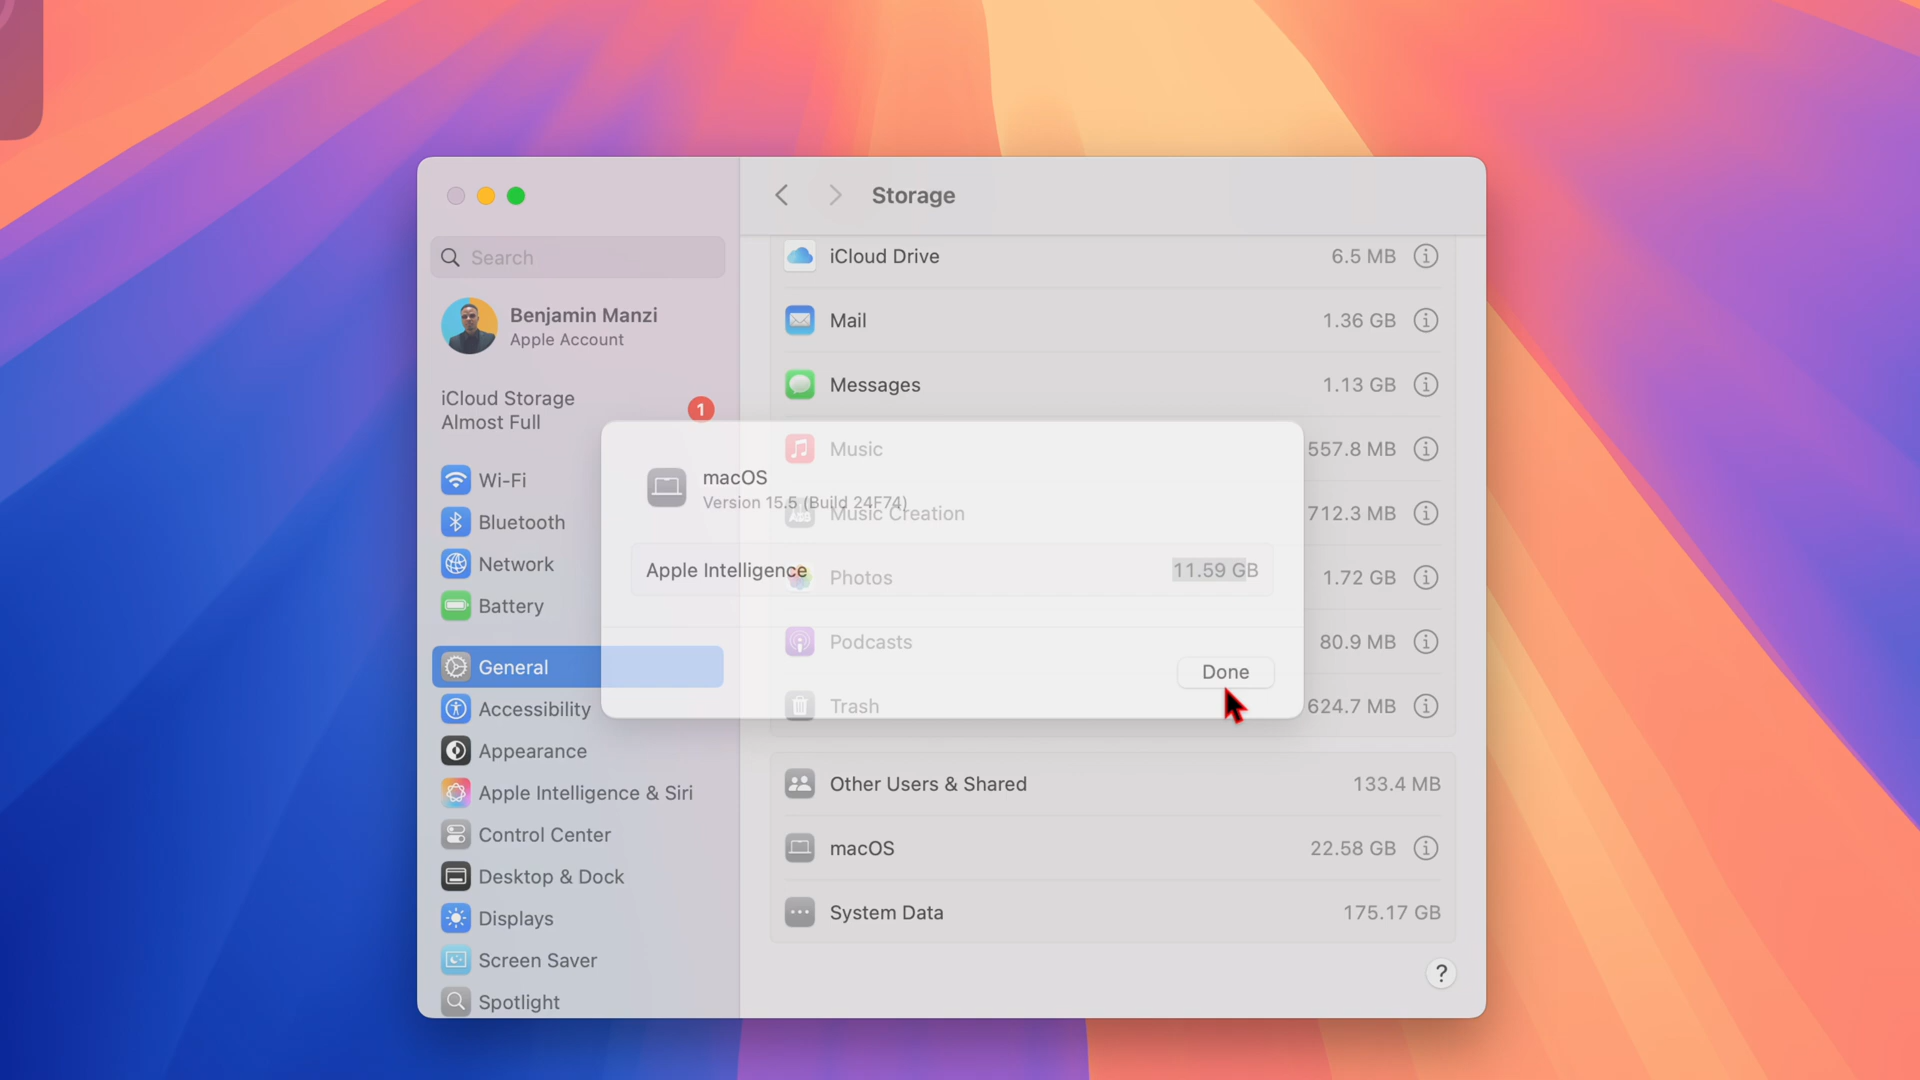 Storage
Search
Benjamin Manzi
Apple Account
iCloud Storage
Almost Full
1
Wi-Fi
Bluetooth
Network
Battery
General
Accessibility
Appearance
Apple Intelligence & Siri
Control Center
Desktop & Dock
Displays
Screen Saver
Spotlight
iCloud Drive 6.5 MB
Mail 1.36 GB
Messages 1.13 GB
Music 557.8 MB
Music Creation 712.3 MB
Photos 1.72 GB
Podcasts 80.9 MB
Trash 624.7 MB
macOS
Version 15.5 (Build 24F74)
Apple Intelligence 11.59 GB
Done
Other Users & Shared 133.4 MB
macOS 22.58 GB
System Data 175.17 GB
?